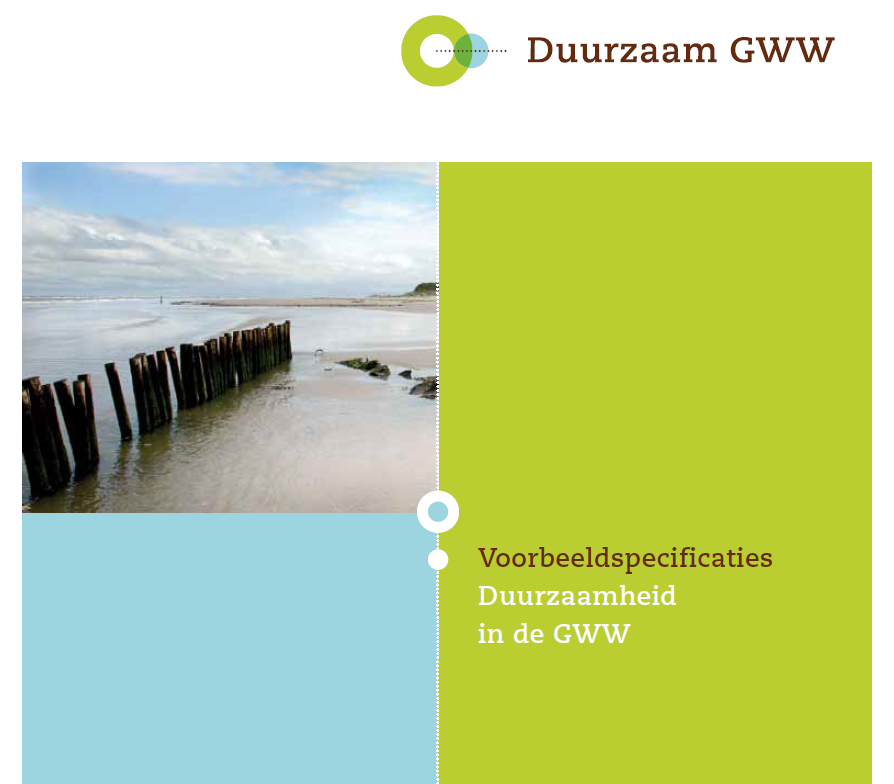 Duurzaam GWW
Voorbeeldspecificaties
Duurzaamheid
in de GWW